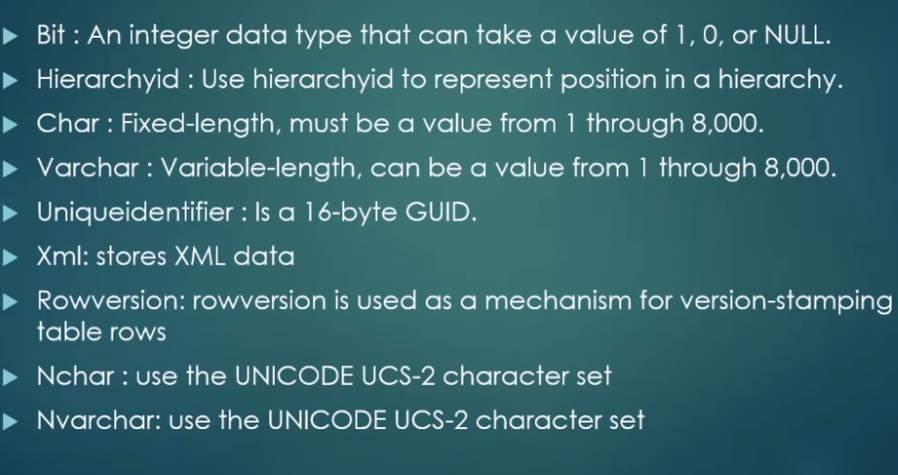 Bit : An integer data type that can take a value of 1, 0, or NULL.
Hierarchyid : Use hierarchyid to represent position in a hierarchy.
Char : Fixed-length, must be a value from 1 through 8,000.
Varchar : Variable-length, can be a value from 1 through 8,000.
Uniqueidentifier : Is a 16-byte GUID.
Xml: stores XML data
Rowversion: rowversion is used as a mechanism for version-stamping
table rows
Nchar : use the UNICODE UCS-2 character set
Nvarchar: use the UNICODE UCS-2 character set